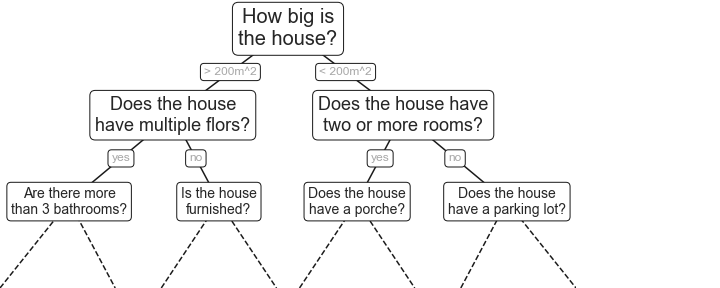 How big is
the house?
> 200m^2
< 200m^2
Does the house
have multiple flors?
Does the house have
two or more rooms?
yes
no
yes
no
Are there more
than 3 bathrooms?
Is the house
furnished?
Does the house
have a porche?
Does the house
have a parking lot?